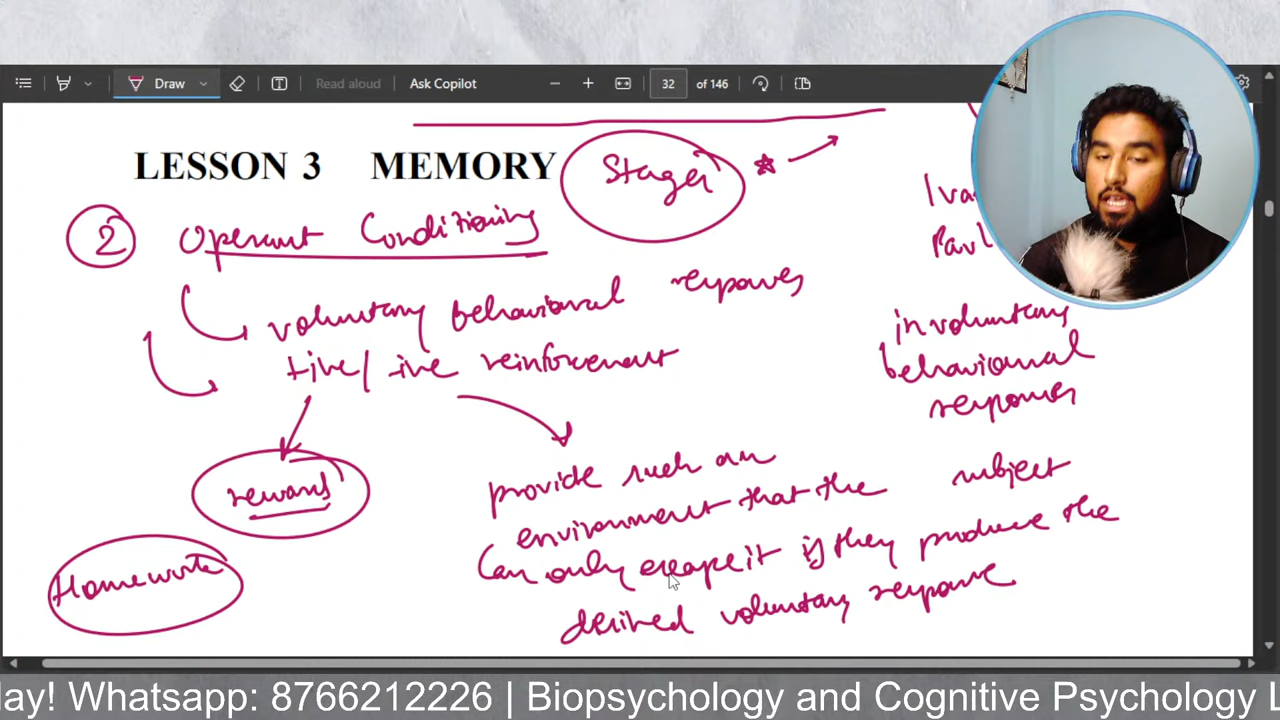 Draw
Read aloud
Ask Copilot
32 of 146
LESSON 3 MEMORY
Stages
2 Operant Conditioning
voluntary behavioural responses
+ive/-ive reinforcement
reward
Homework
provide such an
environment that the subject
can only escape it if they produce the
desired voluntary response
involuntary
behavioural
responses
lay! Whatsapp: 8766212226 | Biopsychology and Cognitive Psychology L